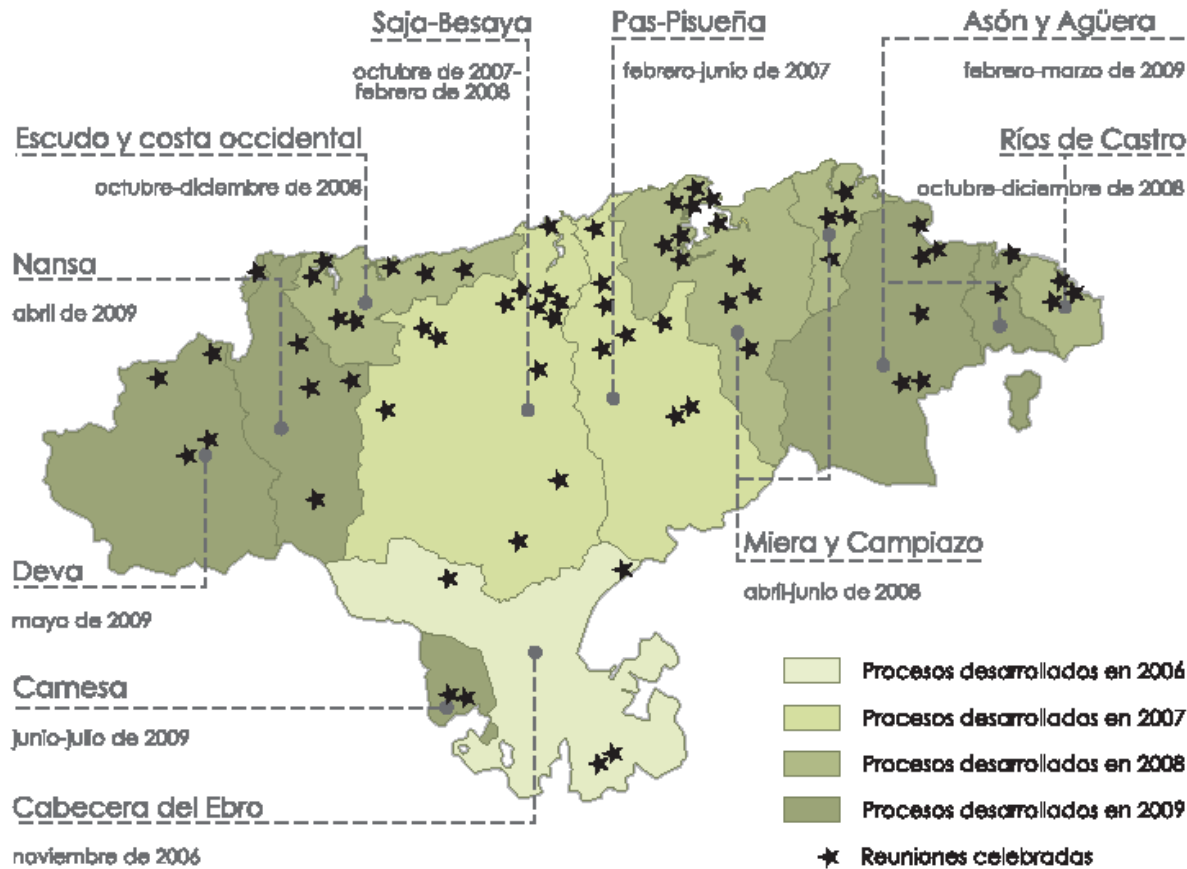 Saja-Besaya
octubre de 2007-
febrero de 2008
Pas-Pisueña
febrero-junio de 2007
Asón y Agüera
febrero-marzo de 2009
Escudo y costa occidental
octubre-diciembre de 2008
Ríos de Castro
octubre-diciembre de 2008
Nansa
abril de 2009
Deva
mayo de 2009
Miera y Campiazo
abril-junio de 2008
Camesa
junio-julio de 2009
Cabecera del Ebro
noviembre de 2006
Procesos desarrollados en 2006
Procesos desarrollados en 2007
Procesos desarrollados en 2008
Procesos desarrollados en 2009
Reuniones celebradas